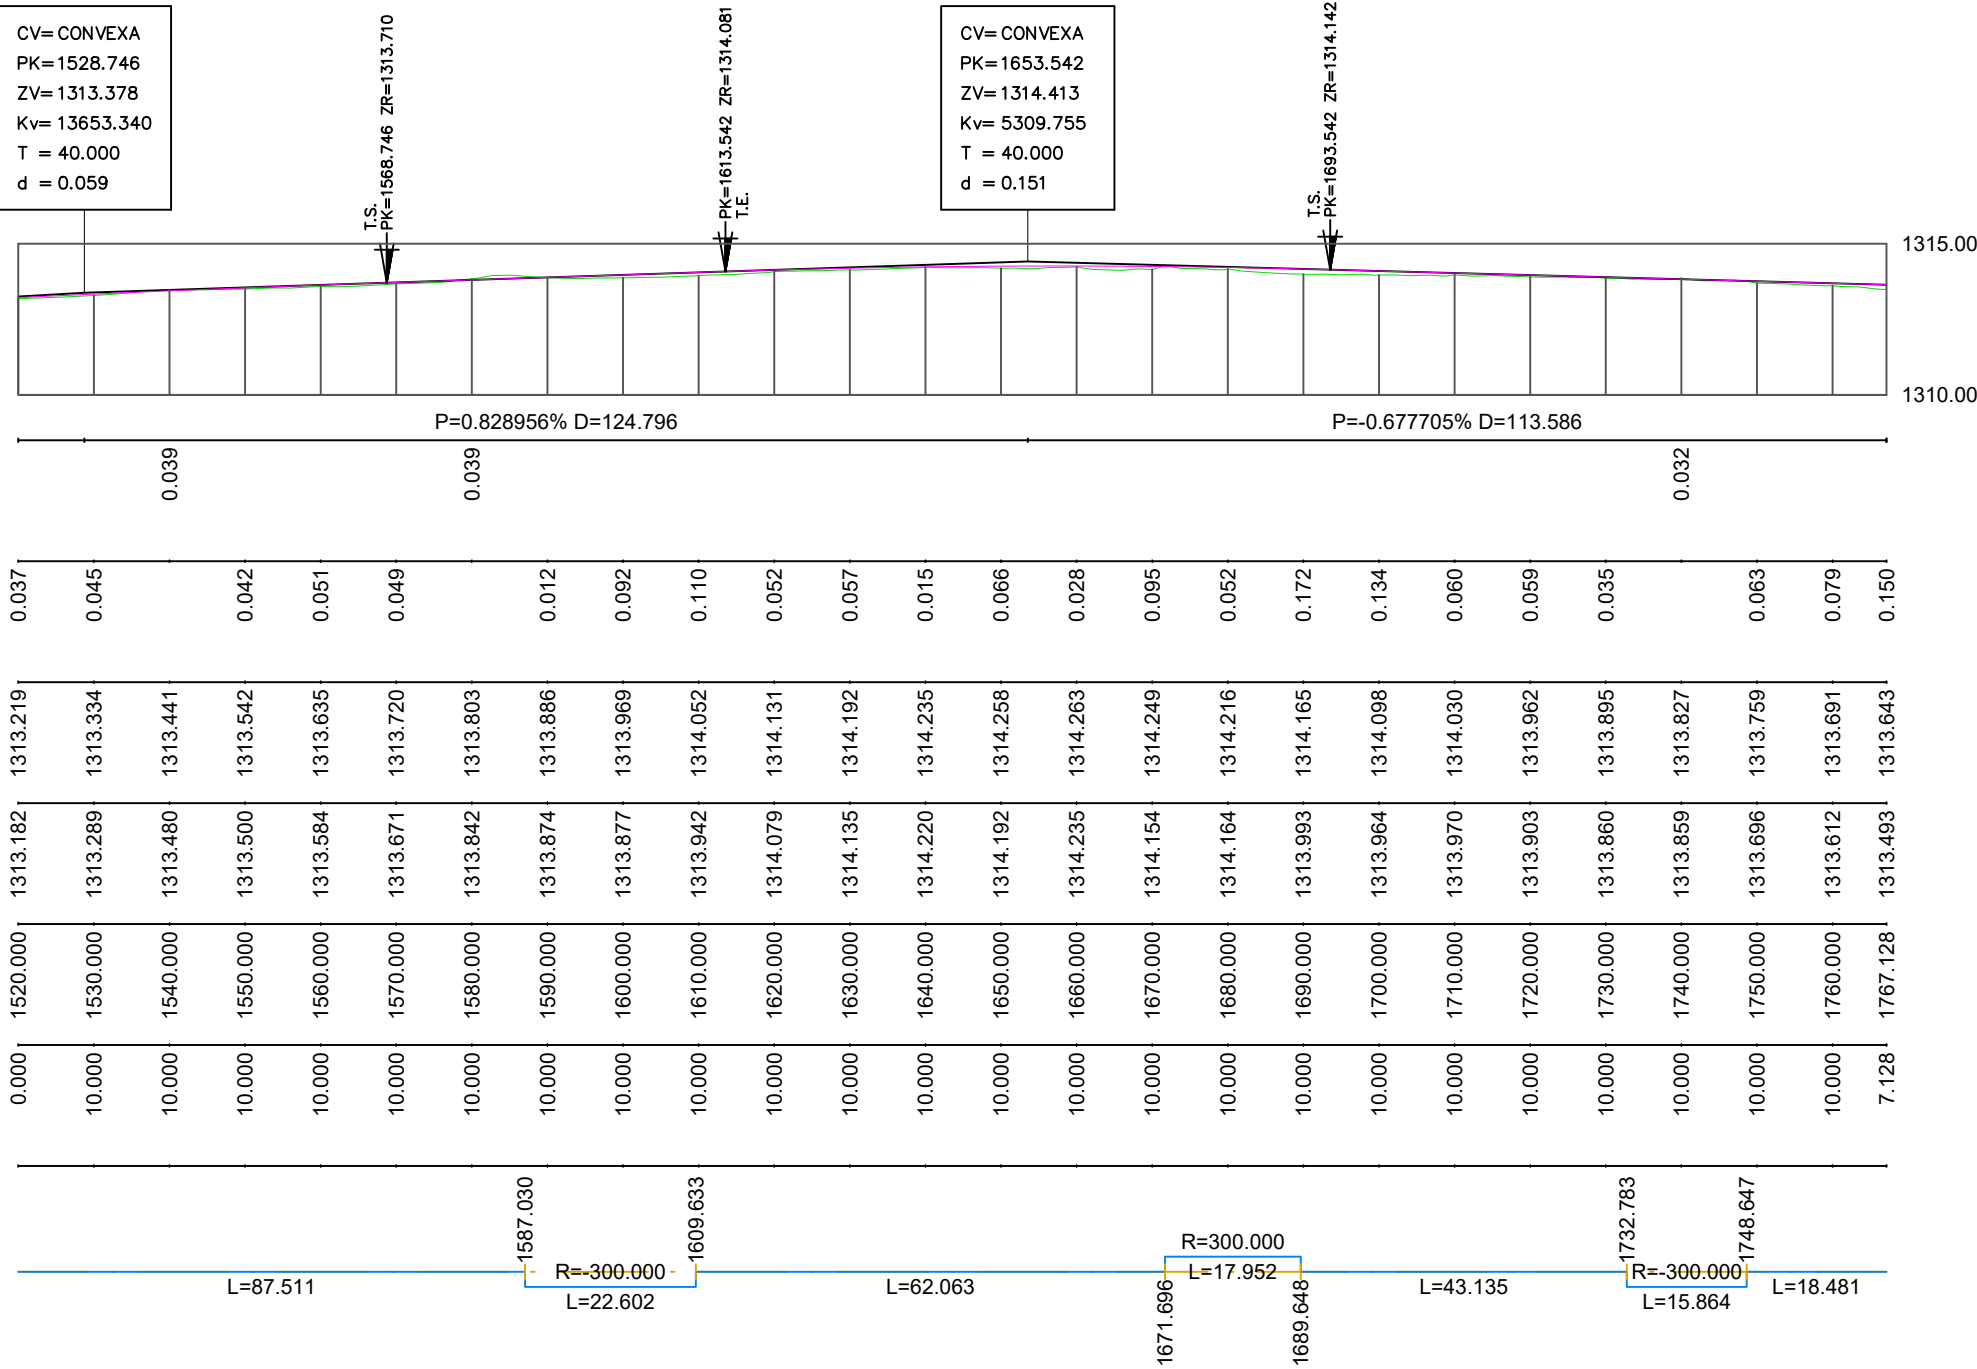 CV= CONVEXA
PK=1528.746
ZV=1313.378
Kv= 13653.340
T = 40.000
d = 0.059
T.S.
PK=1568.746 ZR=1313.710
PK=1613.542 ZR=1314.081
T.E.
CV= CONVEXA
PK=1653.542
ZV=1314.413
Kv= 5309.755
T = 40.000
d = 0.151
T.S.
PK=1693.542 ZR=1314.142
1315.00
1310.00
P=0.828956% D=124.796
P=-0.677705% D=113.586
0.039 0.039 0.032
0.037 0.045 0.042 0.051 0.049 0.012 0.092 0.110 0.052 0.057 0.015 0.066 0.028 0.095 0.052 0.172 0.134 0.060 0.059 0.035 0.063 0.079 0.150
1313.219 1313.334 1313.441 1313.542 1313.635 1313.720 1313.803 1313.886 1313.969 1314.052 1314.131 1314.192 1314.235 1314.258 1314.263 1314.249 1314.216 1314.165 1314.098 1314.030 1313.962 1313.895 1313.827 1313.759 1313.691 1313.643
1313.182 1313.289 1313.480 1313.500 1313.584 1313.671 1313.842 1313.874 1313.877 1313.942 1314.079 1314.135 1314.220 1314.192 1314.235 1314.154 1314.164 1313.993 1313.964 1313.970 1313.903 1313.860 1313.859 1313.696 1313.612 1313.493
1520.000 1530.000 1540.000 1550.000 1560.000 1570.000 1580.000 1590.000 1600.000 1610.000 1620.000 1630.000 1640.000 1650.000 1660.000 1670.000 1680.000 1690.000 1700.000 1710.000 1720.000 1730.000 1740.000 1750.000 1760.000 1767.128
0.000 10.000 10.000 10.000 10.000 10.000 10.000 10.000 10.000 10.000 10.000 10.000 10.000 10.000 10.000 10.000 10.000 10.000 10.000 10.000 10.000 10.000 10.000 10.000 10.000 7.128
L=87.511
1587.030
R=-300.000
L=22.602
1609.633
L=62.063
1671.696
R=300.000
L=17.952
1689.648
L=43.135
1732.783
R=-300.000
L=15.864
1748.647
L=18.481